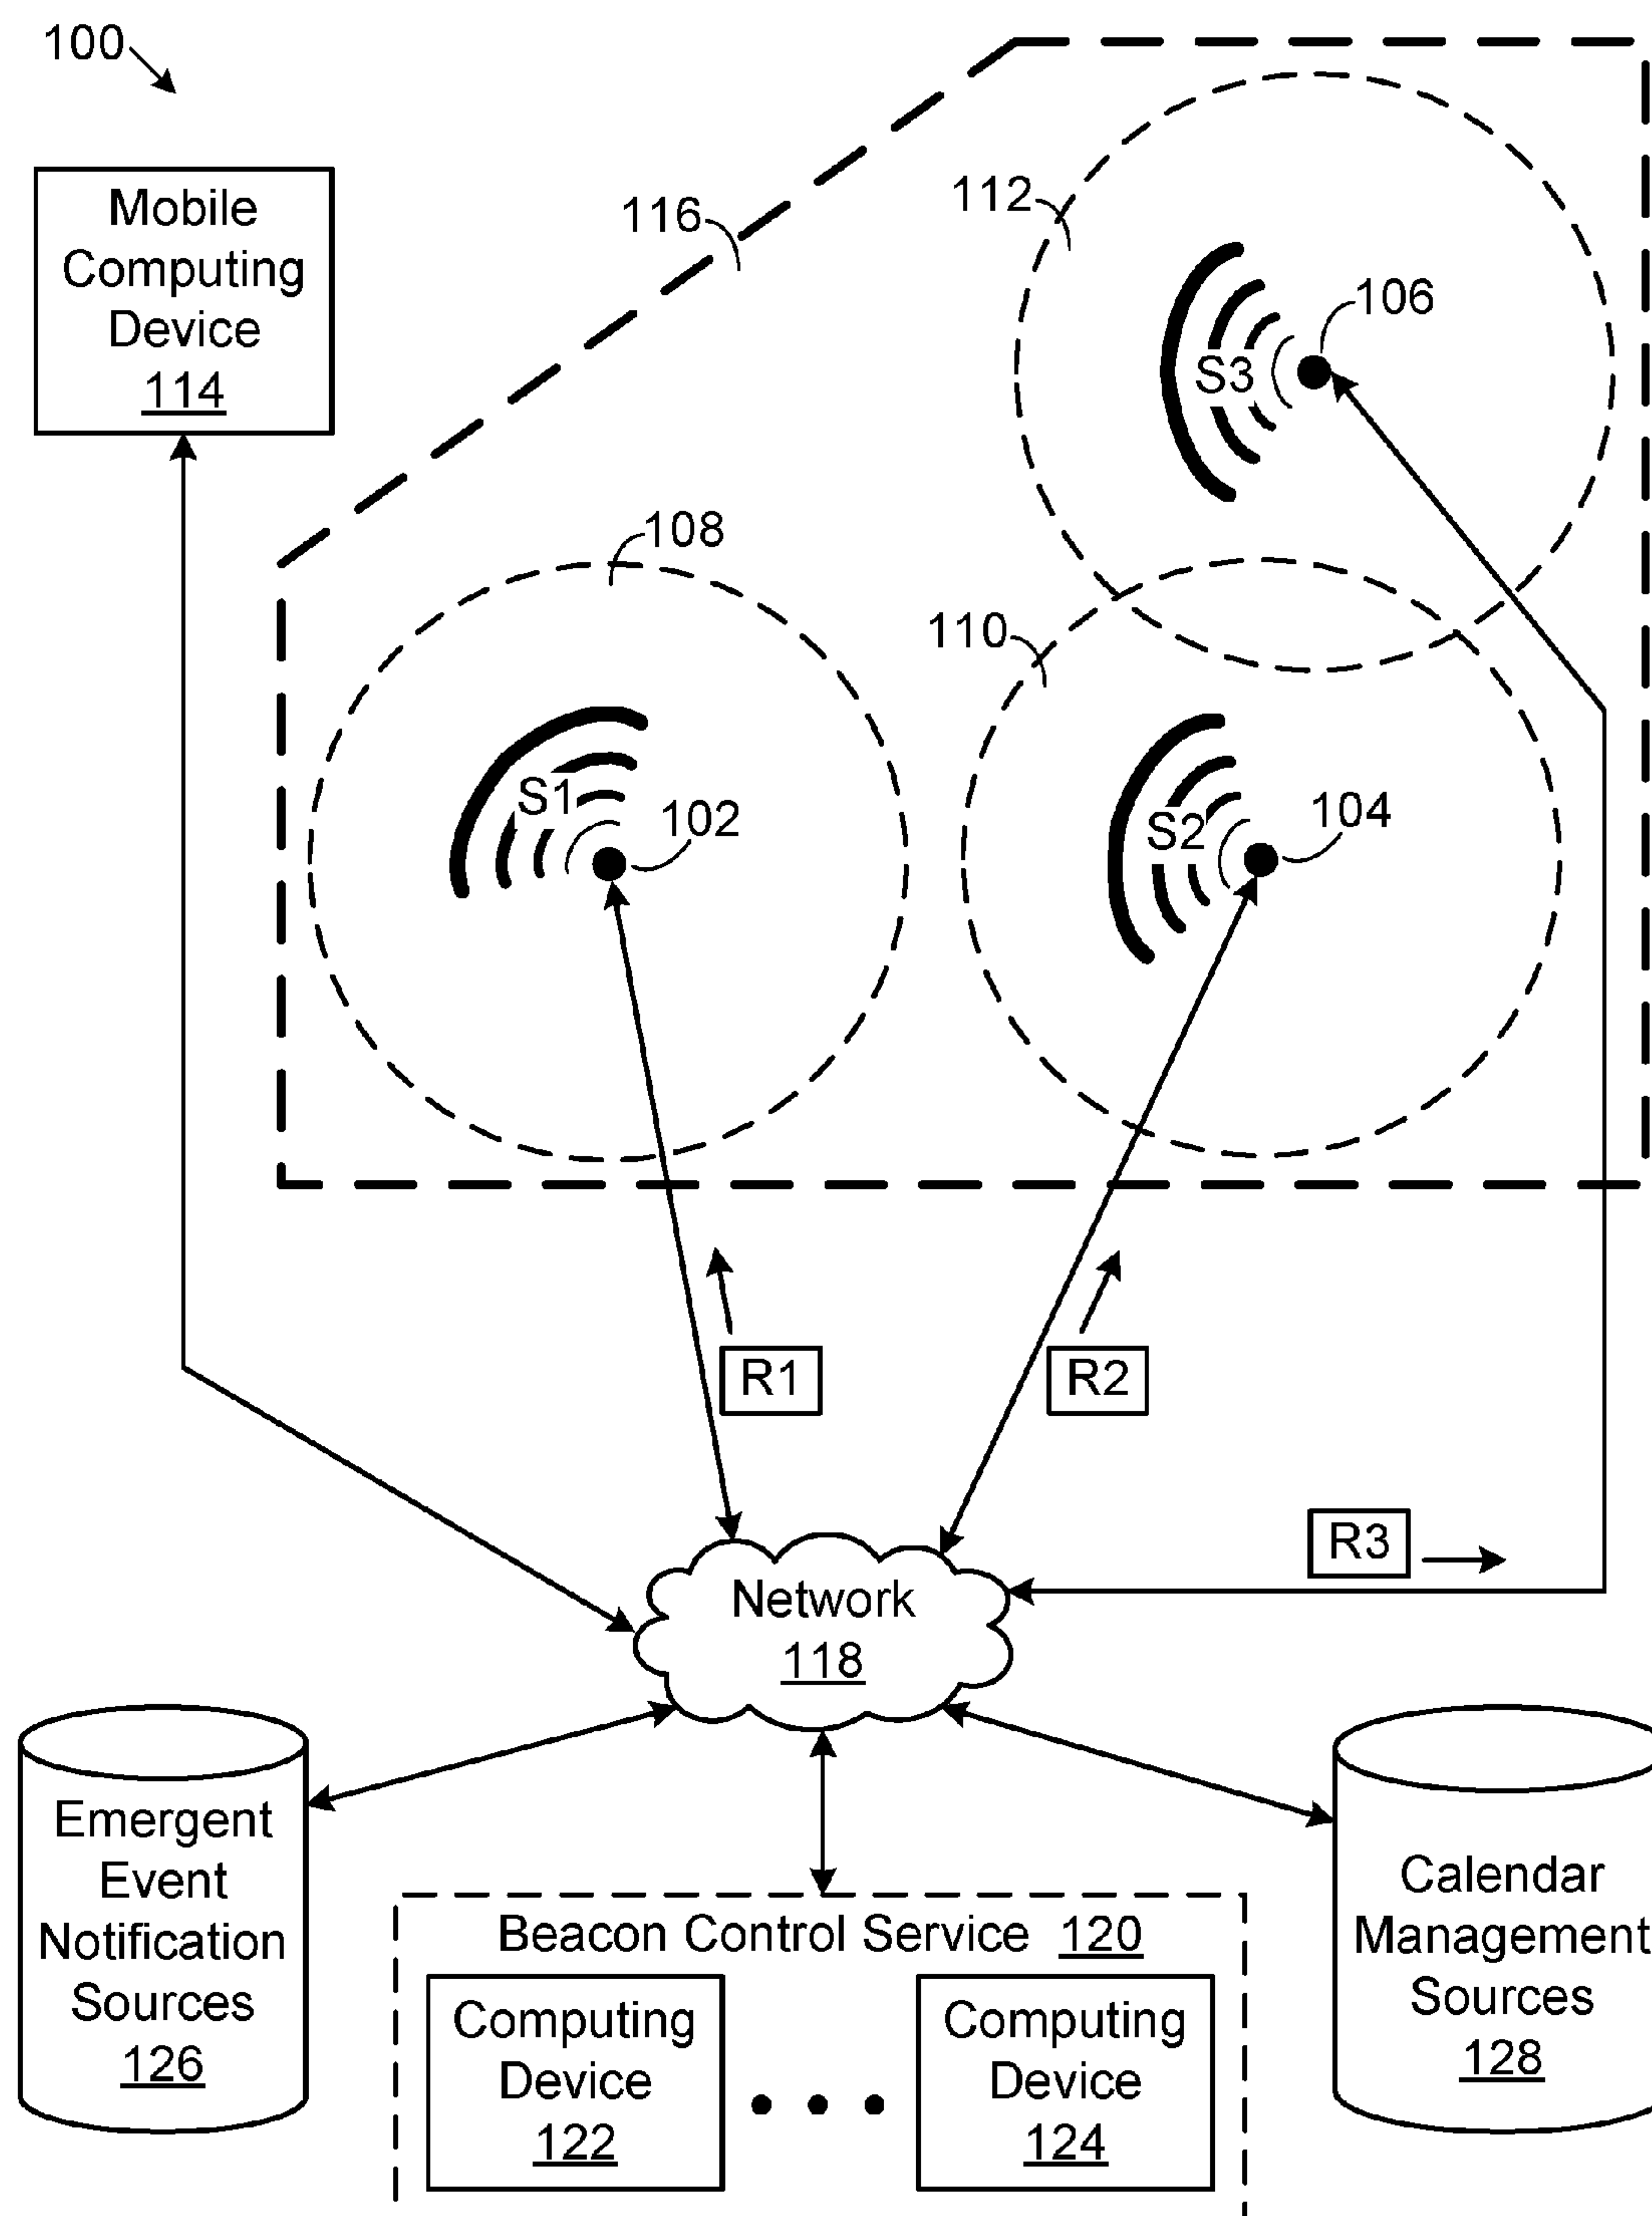 100
Mobile
Computing
Device
114
116
112
106
S3
108
110
S1
102
S2
104
R1
R2
R3
Network
118
Emergent
Event
Notification
Sources
126
Beacon Control Service 120
Computing
Device
122
Computing
Device
124
Calendar
Management
Sources
128